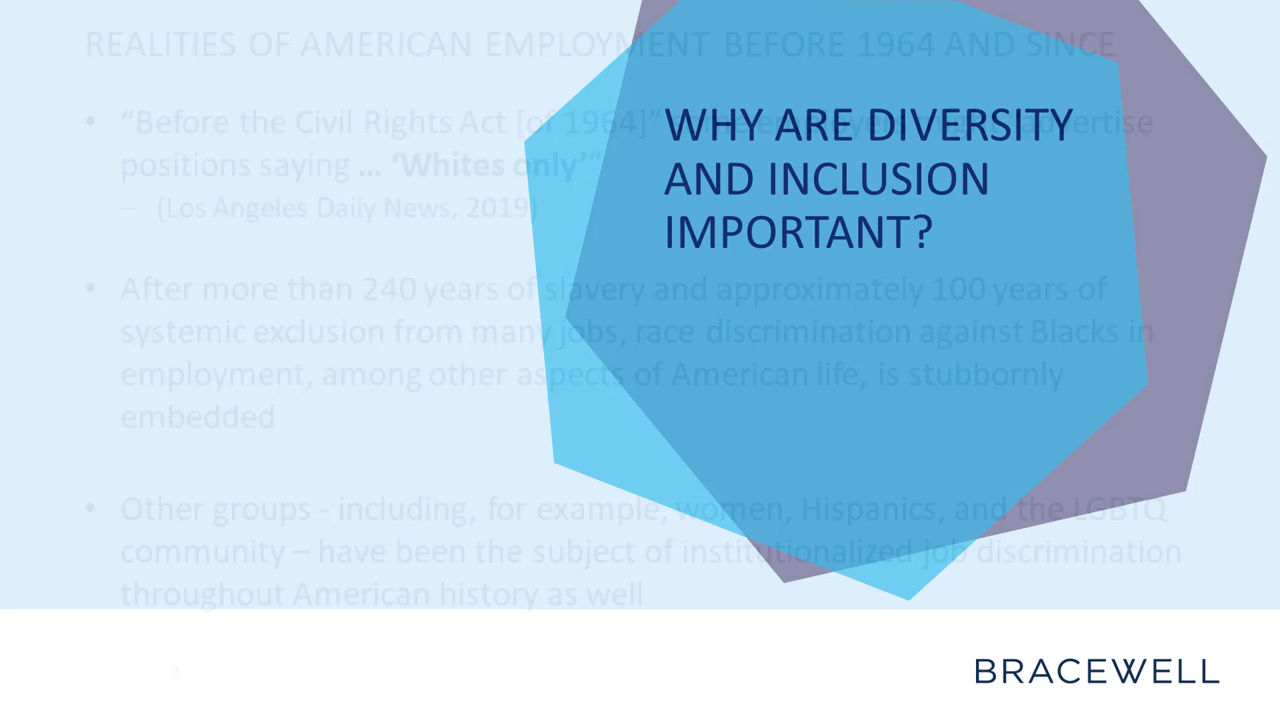 REALITIES OF AMERICAN EMPLOYMENT BEFORE 1964 AND SINCE
WHY ARE DIVERSITY
AND INCLUSION
IMPORTANT?
• “Before the Civil Rights Act [of 1964]” some employers might “advertise
positions saying ... ‘Whites only’”
– (Los Angeles Daily News, 2019)
• After more than 240 years of slavery and approximately 100 years of
systemic exclusion from many jobs, race discrimination against Blacks in
employment, among other aspects of American life, is stubbornly
embedded
• Other groups - including, for example, women, Hispanics, and the LGBTQ
community – have been the subject of institutionalized job discrimination
throughout American history as well
BRACEWELL